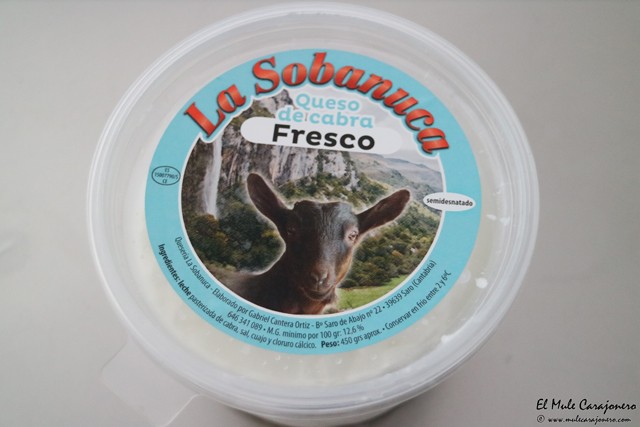 La Sobanuca
Queso
de cabra
Fresco
semidesnatado
ES
CE
Quesería La Sobanuca - Elaborado por Gabriel Cantera Ortiz - Bº Saro de Abajo nº 22 • 39639 Saro (Cantabria)
646 341 089 • M.G. mínimo por 100 gr: 12,6 % • Conservar en frío entre 2 y 6ºC
Ingredientes: leche pasterizada de cabra, sal, cuajo y cloruro cálcico. Peso: 450 grs aprox.
El Mule Carajonero
© www.mulecarajonero.com